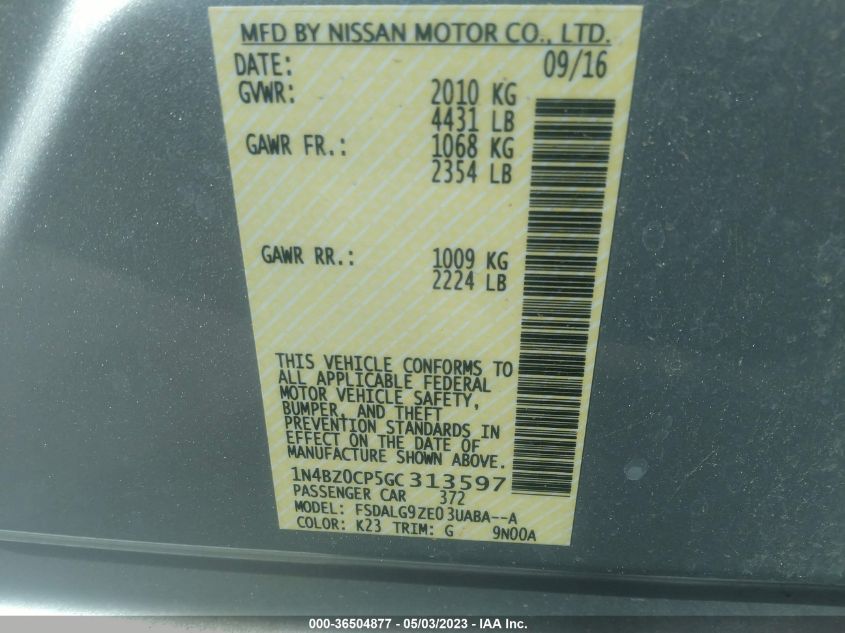 MFD BY NISSAN MOTOR CO., LTD.
DATE: 09/16
GVWR: 2010 KG
4431 LB
GAWR FR.: 1068 KG
2354 LB
GAWR RR.: 1009 KG
2224 LB
THIS VEHICLE CONFORMS TO
ALL APPLICABLE FEDERAL
MOTOR VEHICLE SAFETY,
BUMPER, AND THEFT
PREVENTION STANDARDS IN
EFFECT ON THE DATE OF
MANUFACTURE SHOWN ABOVE.
1N4BZ0CP5GC313597
PASSENGER CAR 372
MODEL: FSDALG9ZE03UABA--A
COLOR: K23 TRIM: G 9N00A
000-36504877 — 05/03/2023 - IAA Inc.